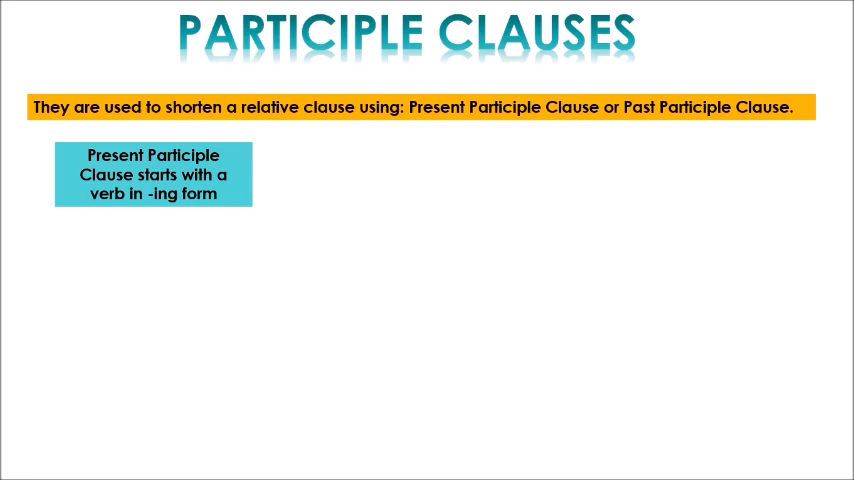 PARTICIPLE CLAUSES
They are used to shorten a relative clause using: Present Participle Clause or Past Participle Clause.
Present Participle
Clause starts with a
verb in -ing form